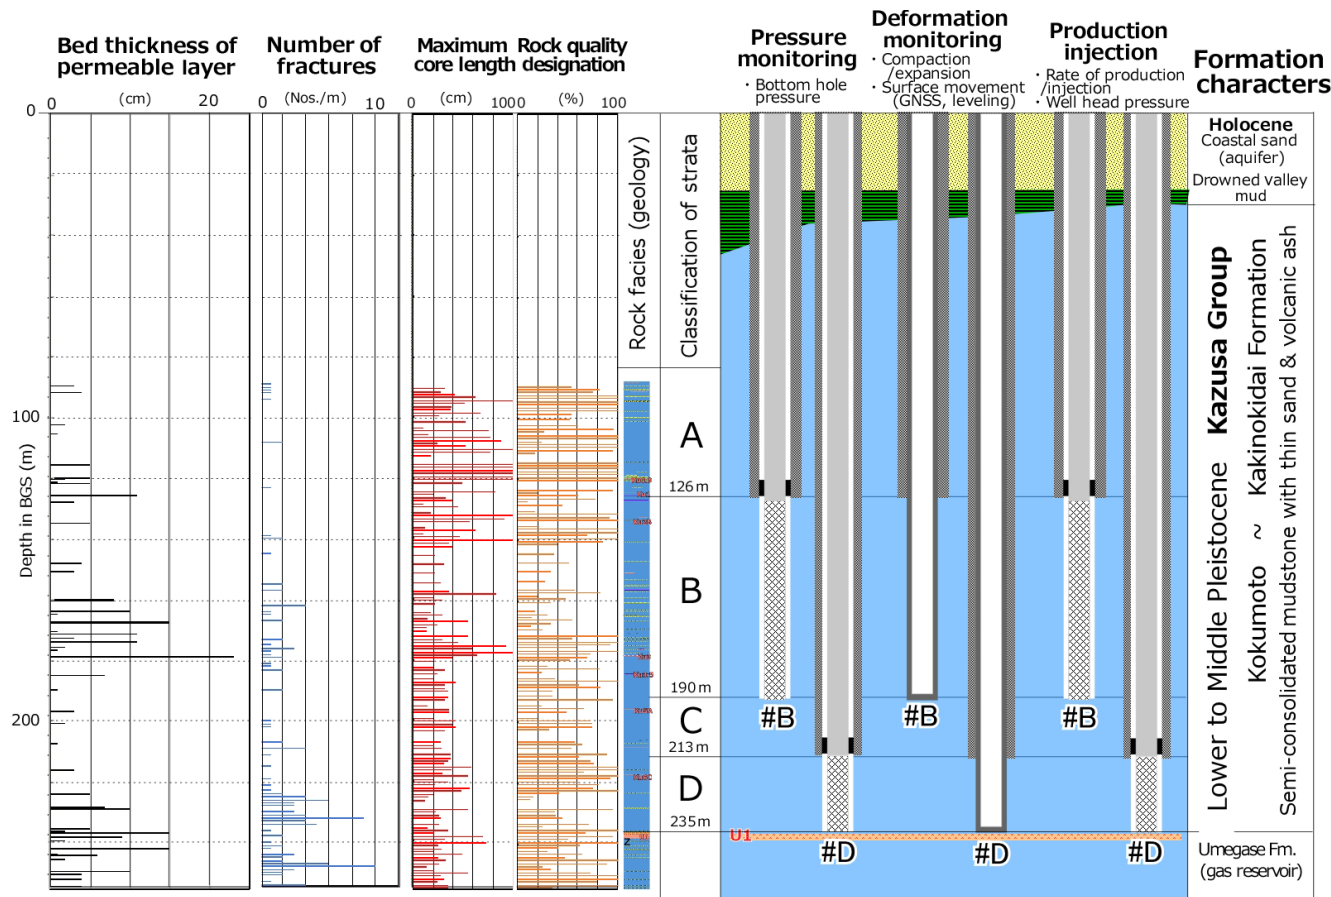 Bed thickness of
permeable layer
0 (cm) 20
Number of
fractures
0 (Nos./m) 10
Maximum
core length
0 (cm) 100
Rock quality
designation
0 (%) 100
Pressure
monitoring
・Bottom hole
pressure
Deformation
monitoring
・Compaction
/expansion
・Surface movement
(GNSS, leveling)
Production
injection
・Rate of production
/injection
・Well head pressure
Formation
characters
0
100
200
Depth in BGS (m)
Rock facies (geology)
Classification of strata
A
126m
B
190m
C
213m
D
235m
Z
U1
#B
#D
#B
#D
#B
#D
Holocene
Coastal sand
(aquifer)
Drowned valley
mud
Lower to Middle Pleistocene Kazusa Group
Kokumoto ~ Kakinokidai Formation
Semi-consolidated mudstone with thin sand & volcanic ash
Umegase Fm.
(gas reservoir)